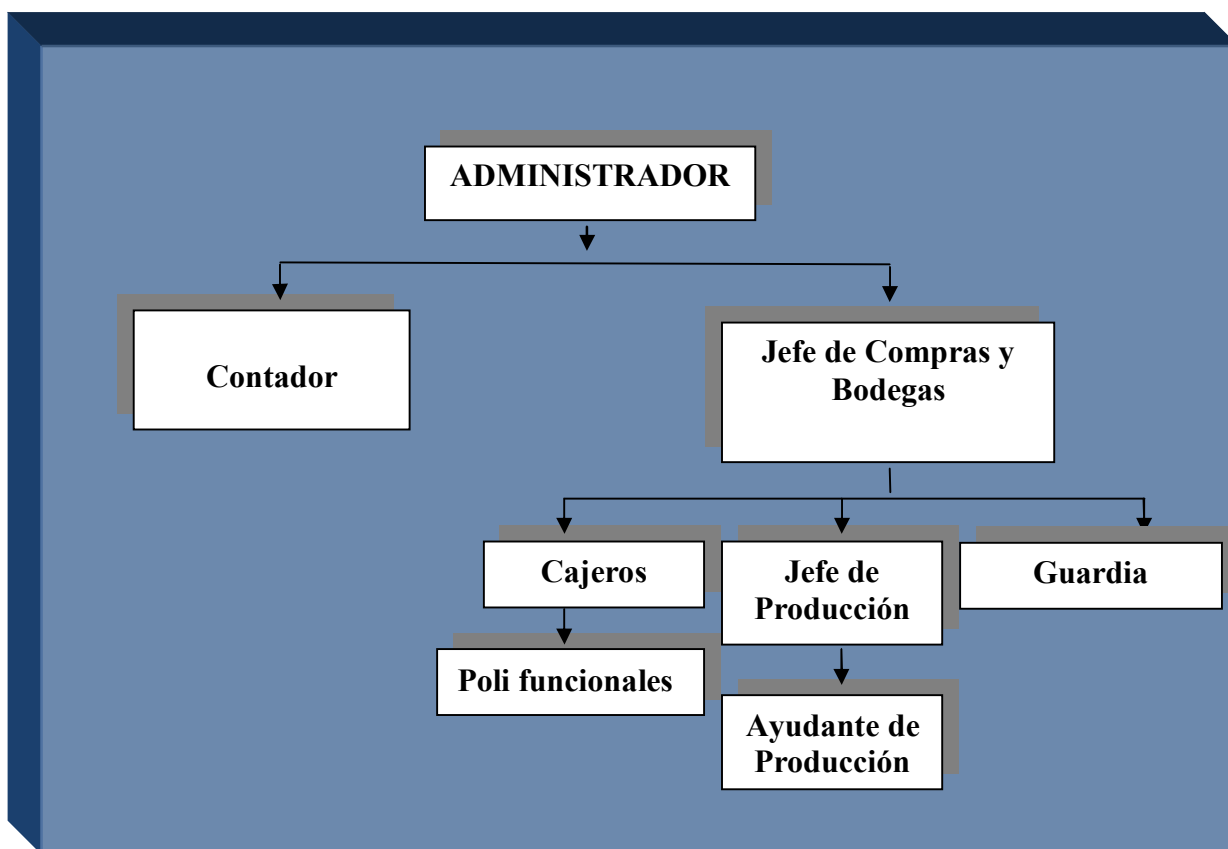 ADMINISTRADOR
Contador
Jefe de Compras y
Bodegas
Cajeros
Jefe de
Producción
Guardia
Poli funcionales
Ayudante de
Producción